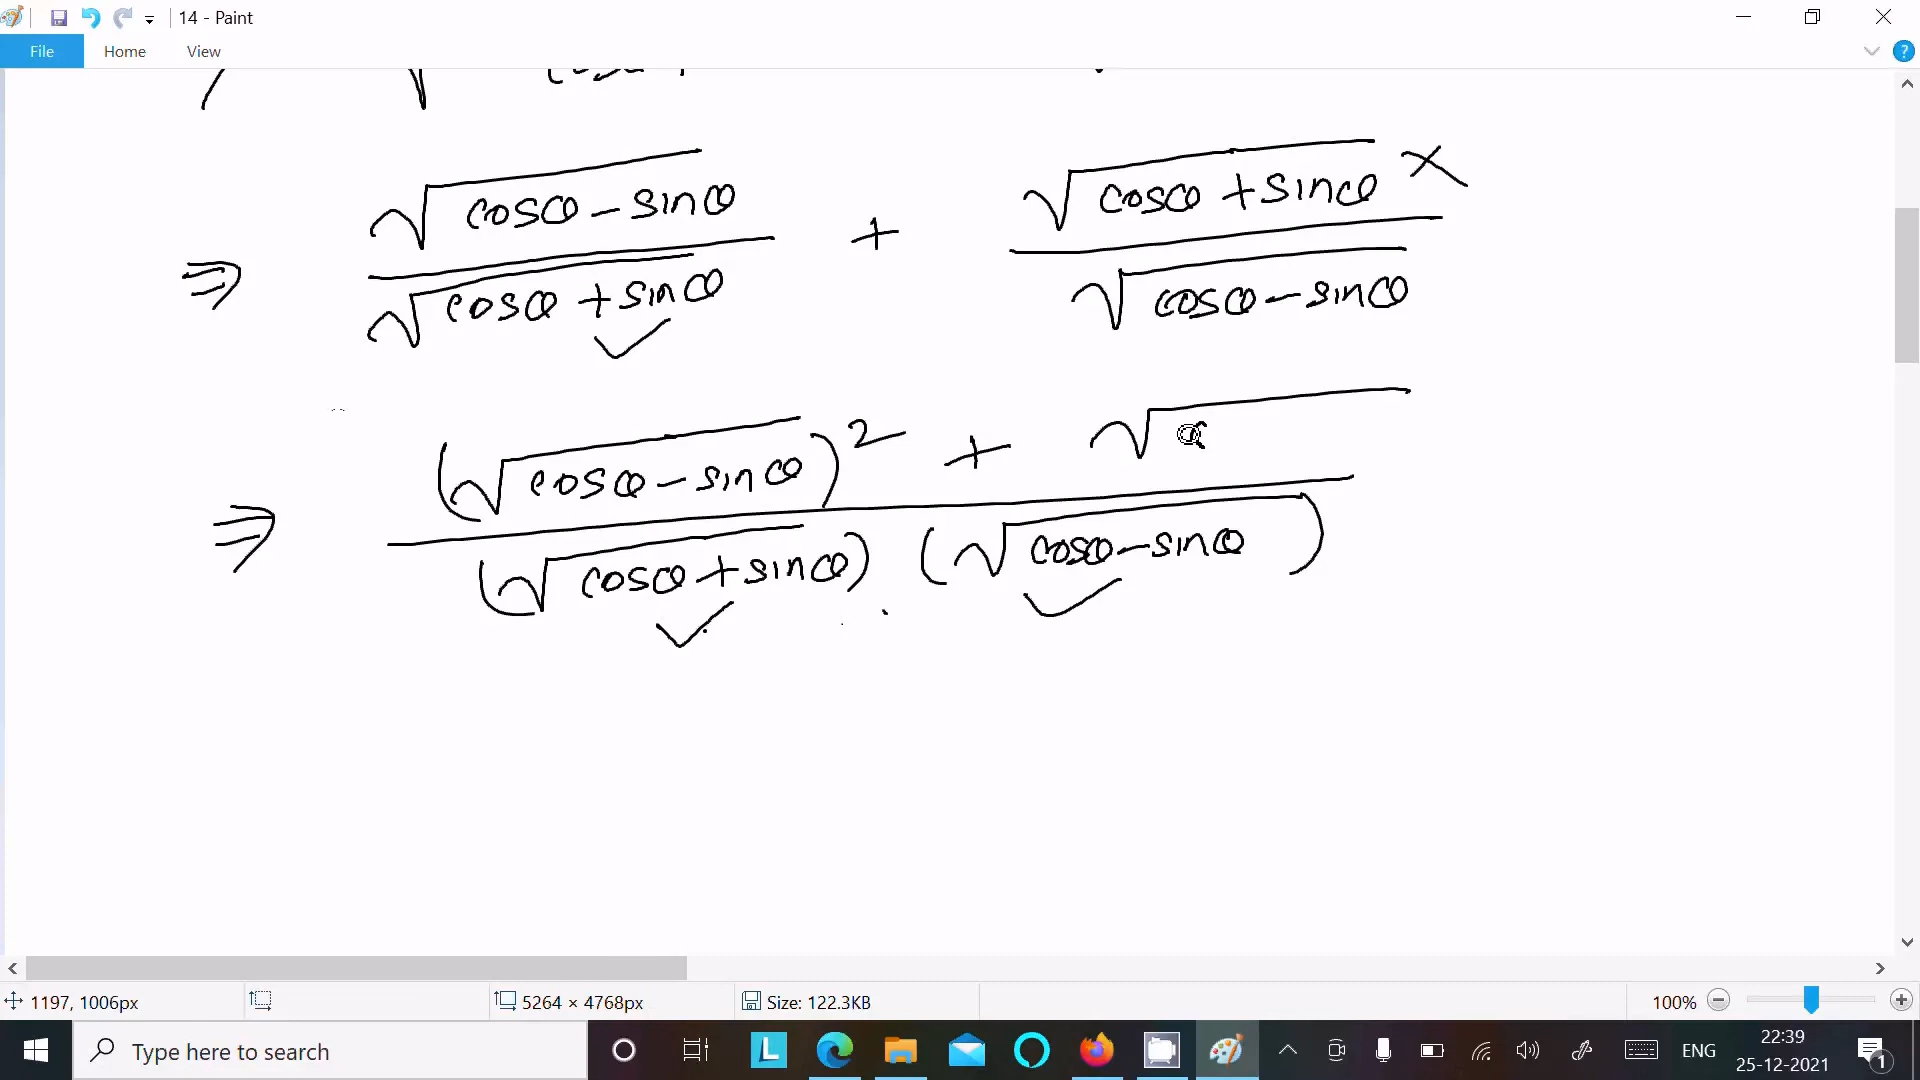 14 - Paint
File Home View
⇒ √(cosθ - sinθ) / √(cosθ + sinθ) + √(cosθ + sinθ) × / √(cosθ - sinθ)
⇒ (√(cosθ - sinθ))² + √ / (√(cosθ + sinθ)) . (√(cosθ - sinθ))
1197, 1006px 5264 × 4768px Size: 122.3KB 100%
Type here to search ENG 22:39
25-12-2021 1